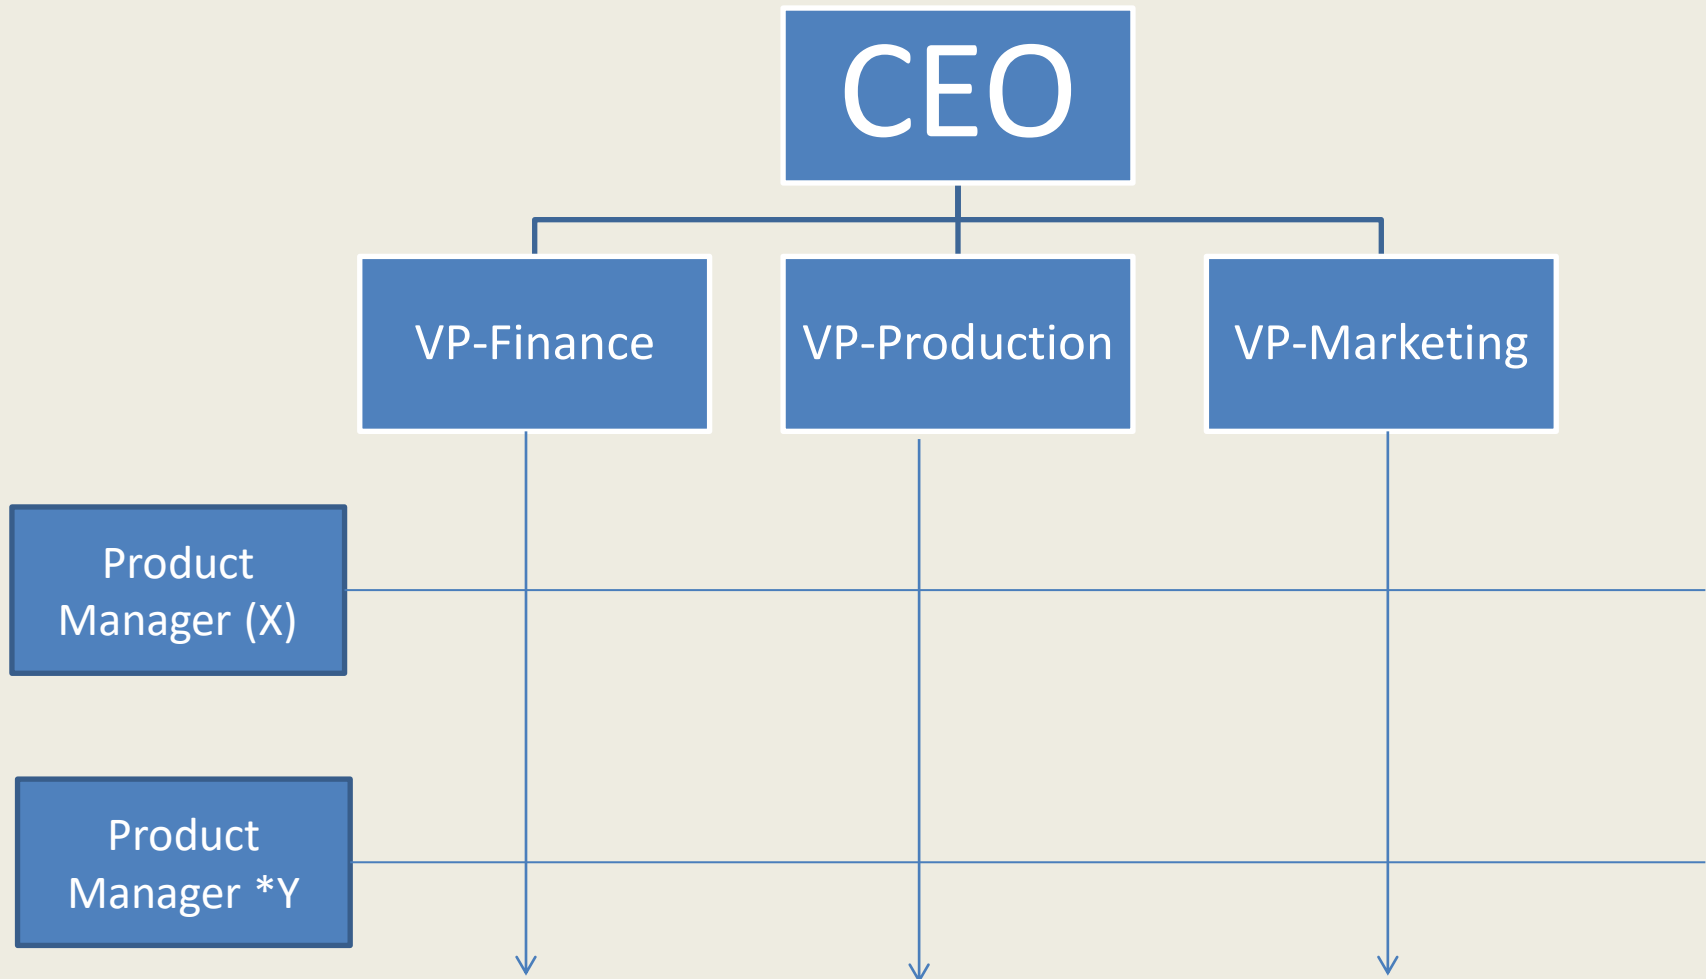 CEO
VP-Finance
VP-Production
VP-Marketing
Product
Manager (X)
Product
Manager *Y